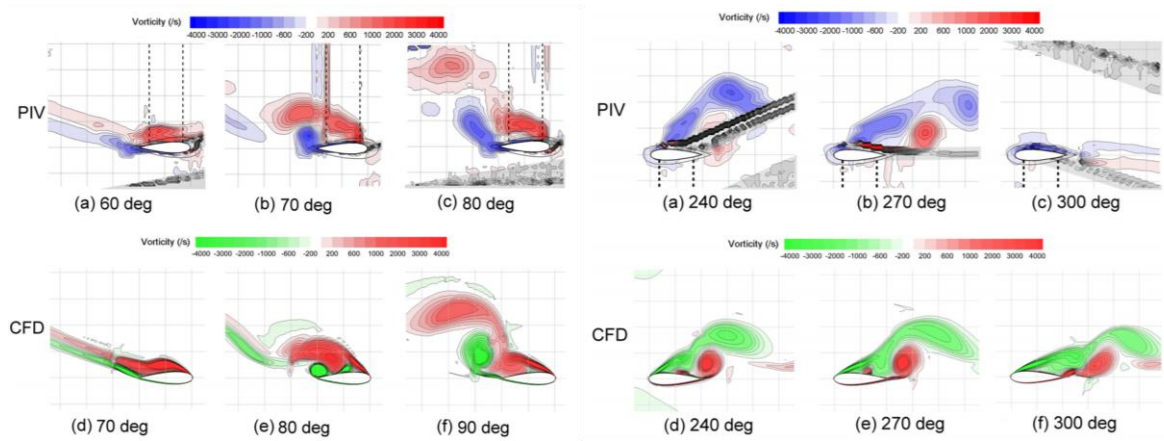 Vorticity (/s)
-4000 -3000 -2000 -1000 -600 -200 200 600 1000 2000 3000 4000
PIV
(a) 60 deg (b) 70 deg (c) 80 deg
Vorticity (/s)
-4000 -3000 -2000 -1000 -600 -200 200 600 1000 2000 3000 4000
CFD
(d) 70 deg (e) 80 deg (f) 90 deg
Vorticity (/s)
-4000 -3000 -2000 -1000 -600 -200 200 600 1000 2000 3000 4000
PIV
(a) 240 deg (b) 270 deg (c) 300 deg
Vorticity (/s)
-4000 -3000 -2000 -1000 -600 -200 200 600 1000 2000 3000 4000
CFD
(d) 240 deg (e) 270 deg (f) 300 deg